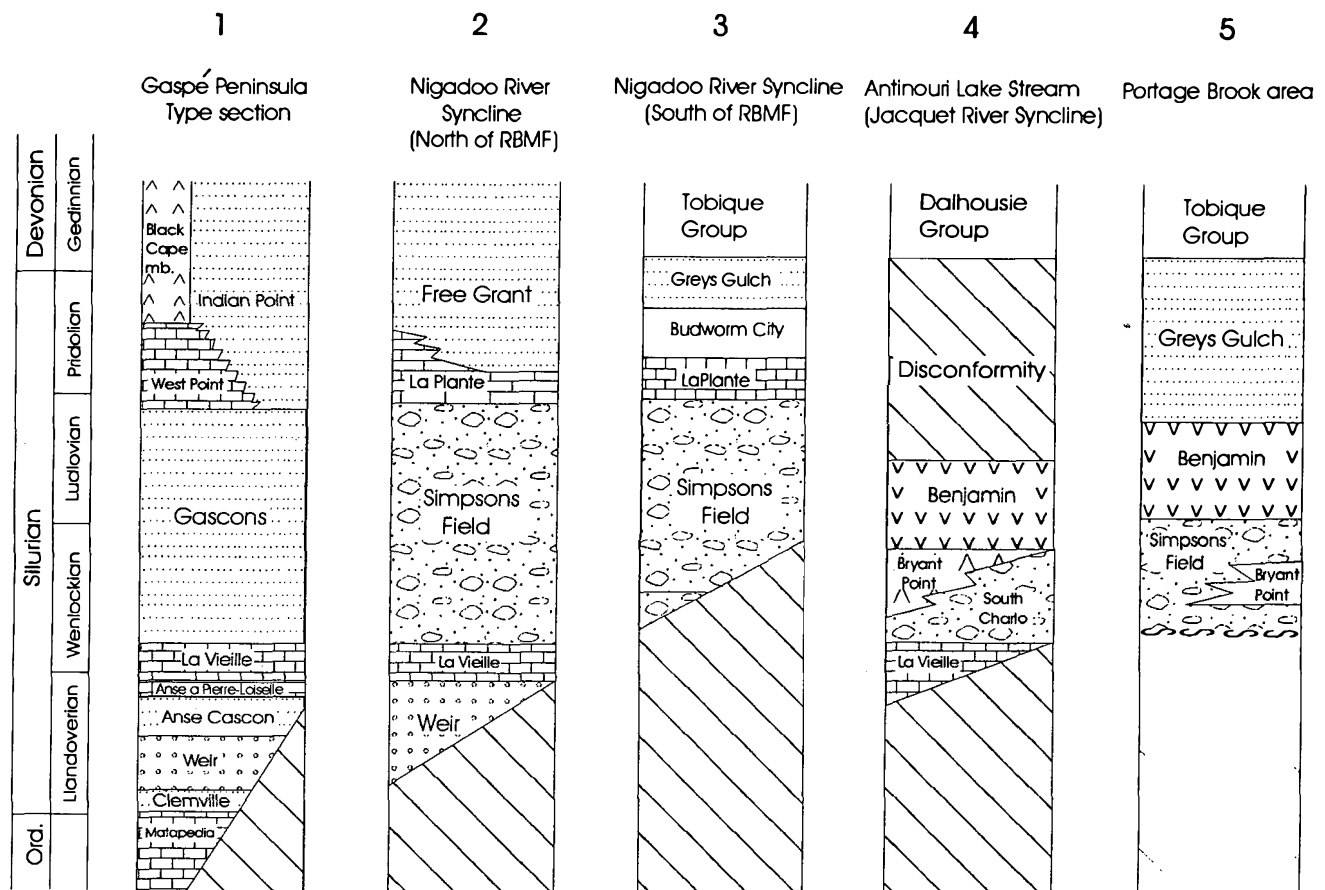 1
Gaspé Peninsula
Type section
2
Nigadoo River
Syncline
(North of RBMF)
3
Nigadoo River Syncline
(South of RBMF)
4
Antinouri Lake Stream
(Jacquet River Syncline)
5
Portage Brook area
Devonian
Gedinnian
Silurian
Pridolian
Ludlovian
Wenlockian
Llandoverian
Ord.
Black
Cape
mb.
Indian Point
West Point
Gascons
La Vieille
Anse a Pierre-Loiselle
Anse Cascon
Weir
Clemville
Matapedia
Free Grant
La Plante
Simpsons
Field
La Vieille
Weir
Tobique
Group
Greys Gulch
Budworm City
LaPlante
Simpsons
Field
Dalhousie
Group
Disconformity
Benjamin
Bryant
Point
South
Charlo
La Vieille
Tobique
Group
Greys Gulch
Benjamin
Simpsons
Field
Bryant
Point